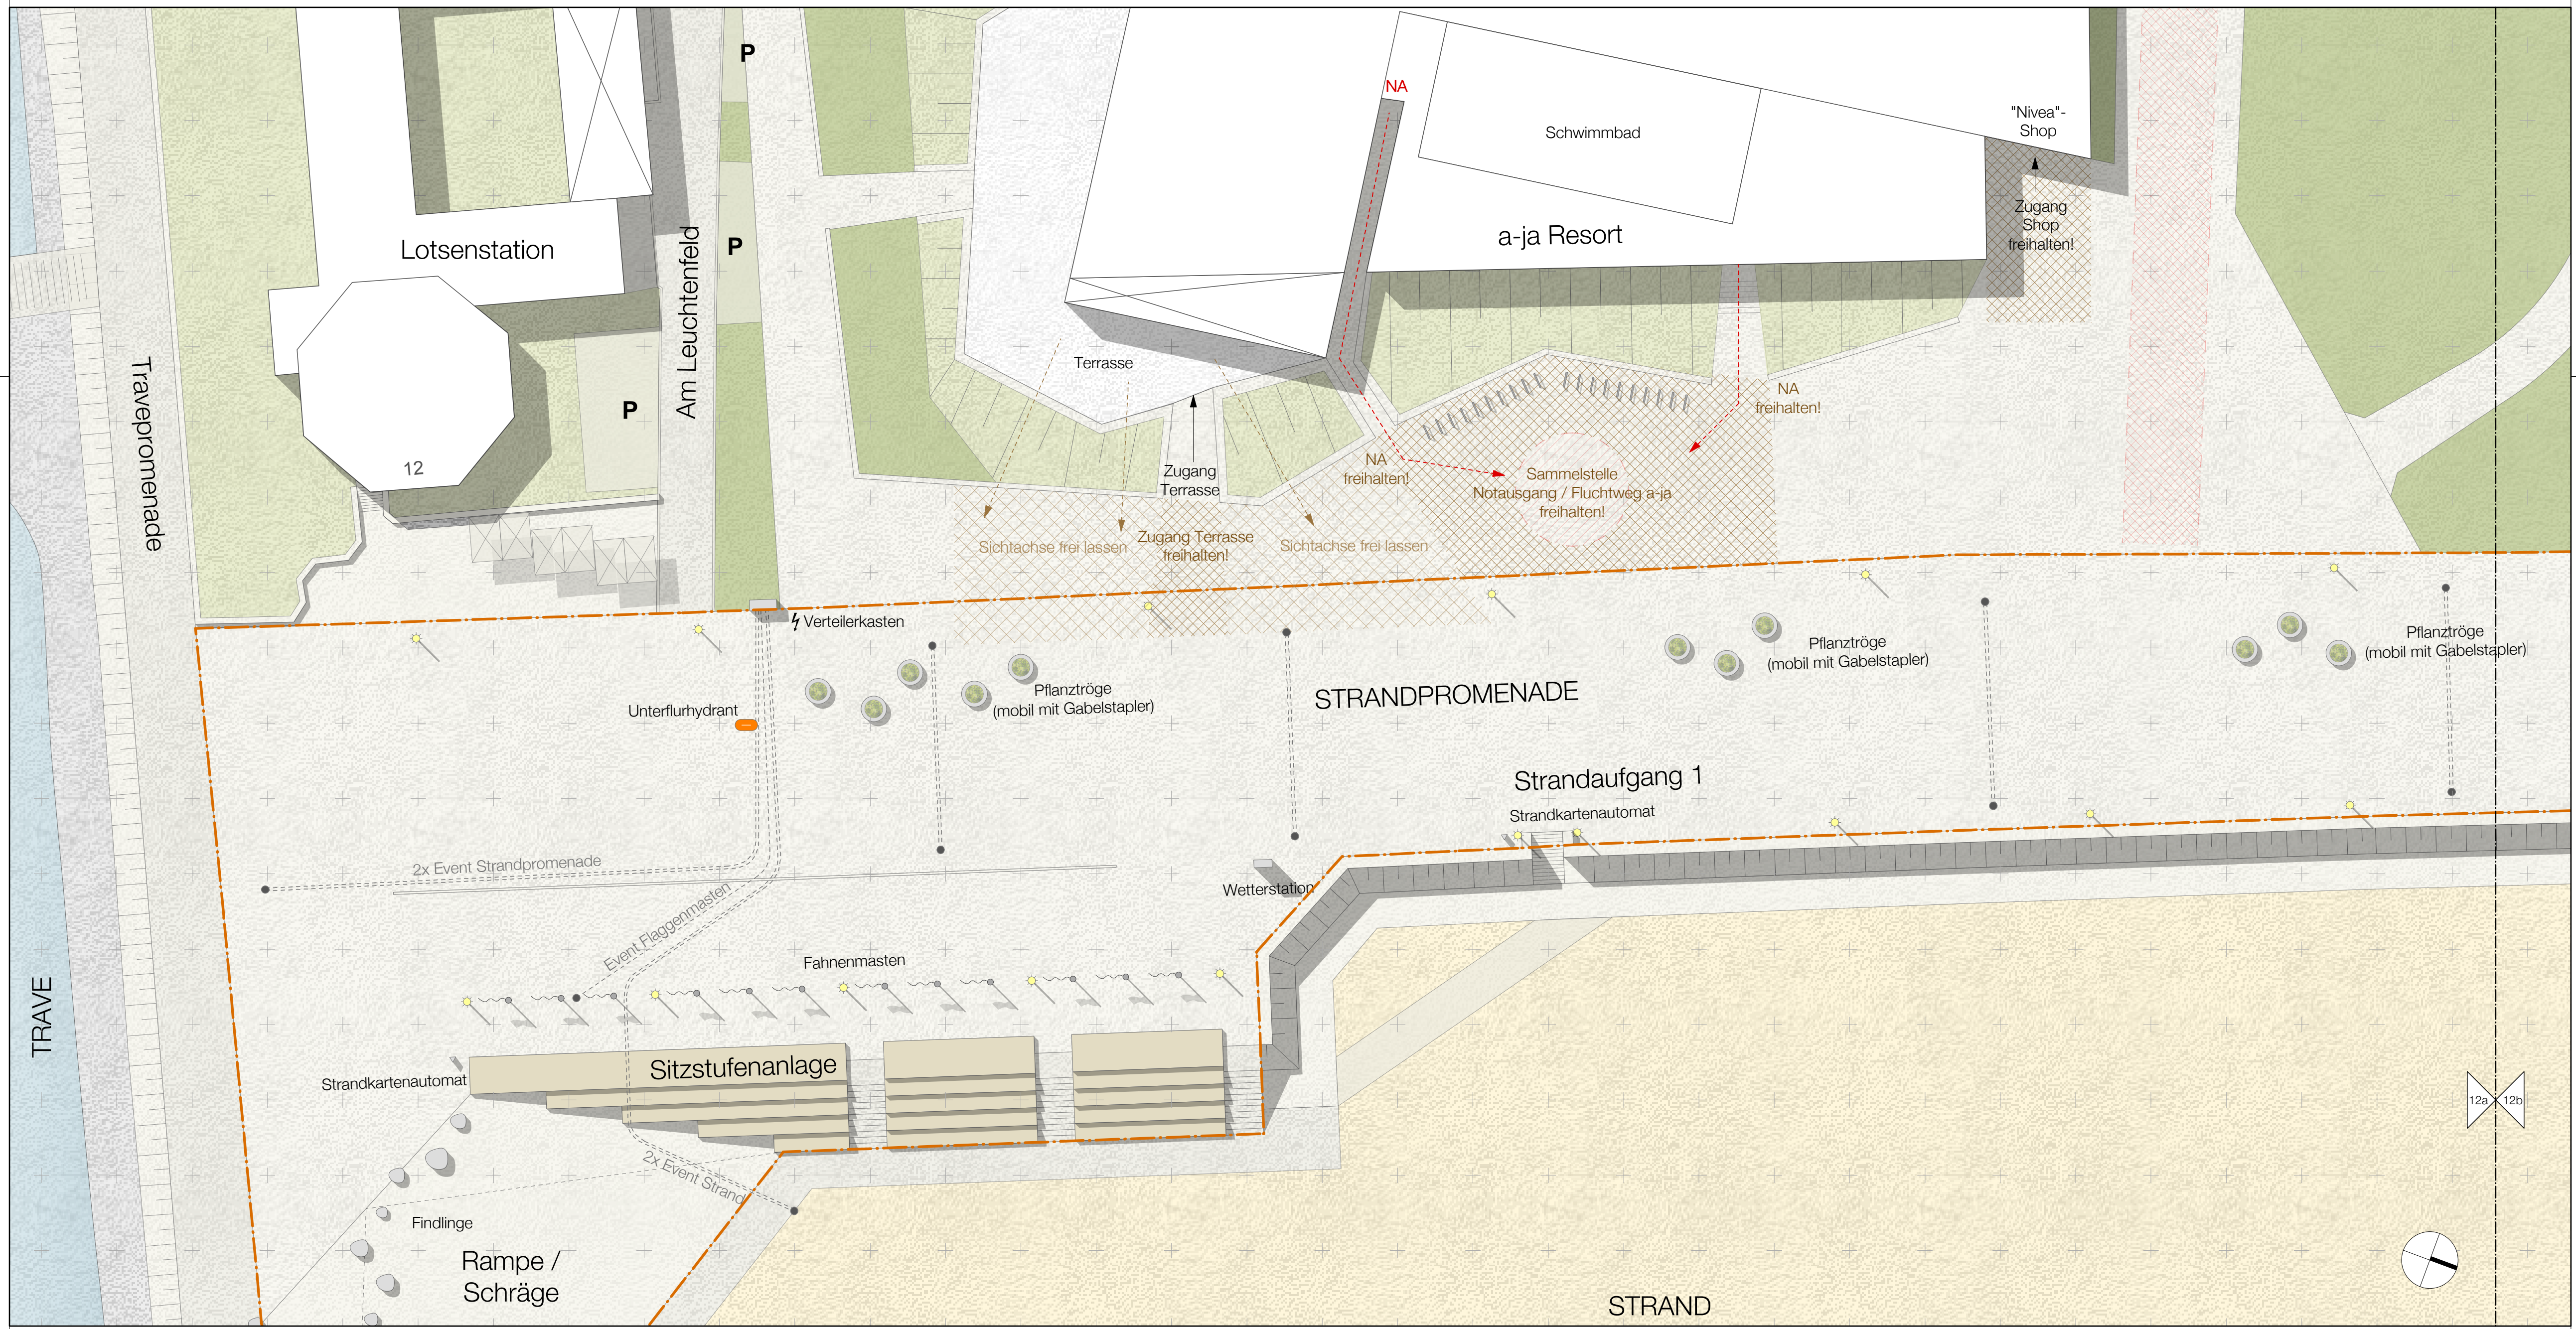 P
NA
"Nivea"-
Shop
Schwimmbad
Lotsenstation
P
a-ja Resort
Zugang
Shop
freihalten!
Am Leuchtenfeld
Travepromenade
Terrasse
P
NA
freihalten!
12
Zugang
Terrasse
NA
freihalten!
Sammelstelle
Notausgang / Fluchtweg a-ja
freihalten!
Sichtachse frei lassen
Zugang Terrasse
freihalten!
Sichtachse frei lassen
Verteilerkasten
Pflanztröge
(mobil mit Gabelstapler)
Pflanztröge
(mobil mit Gabelstapler)
Pflanztröge
(mobil mit Gabelstapler)
Unterflurhydrant
STRANDPROMENADE
Strandaufgang 1
Strandkartenautomat
2x Event Strandpromenade
Wetterstation
Event Flaggenmasten
Fahnenmasten
TRAVE
Sitzstufenanlage
Strandkartenautomat
12a
12b
2x Event Strand
Findlinge
Rampe /
Schräge
STRAND